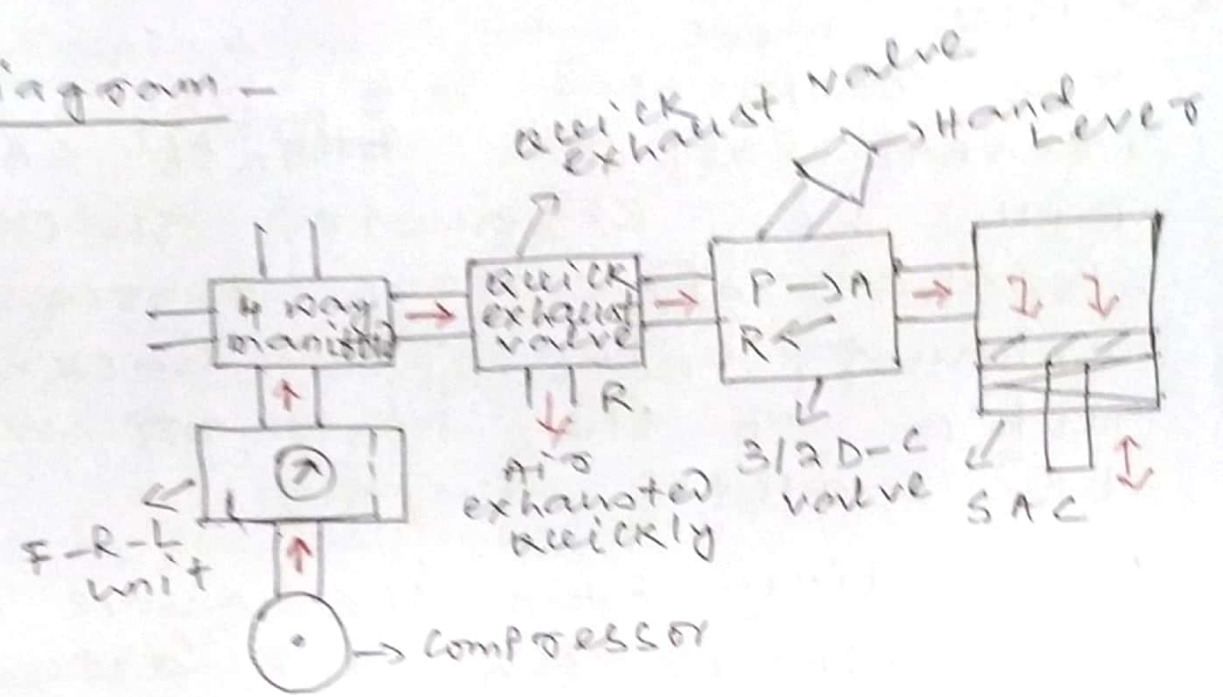 iagram -
Quick
exhaust valve
Hand
Lever
4 way
manifold
Quick
exhaust
valve
P → A
R
R
Air
exhausted
quickly
3/2 D-C
valve
SAC
F-R-L
unit
compressor